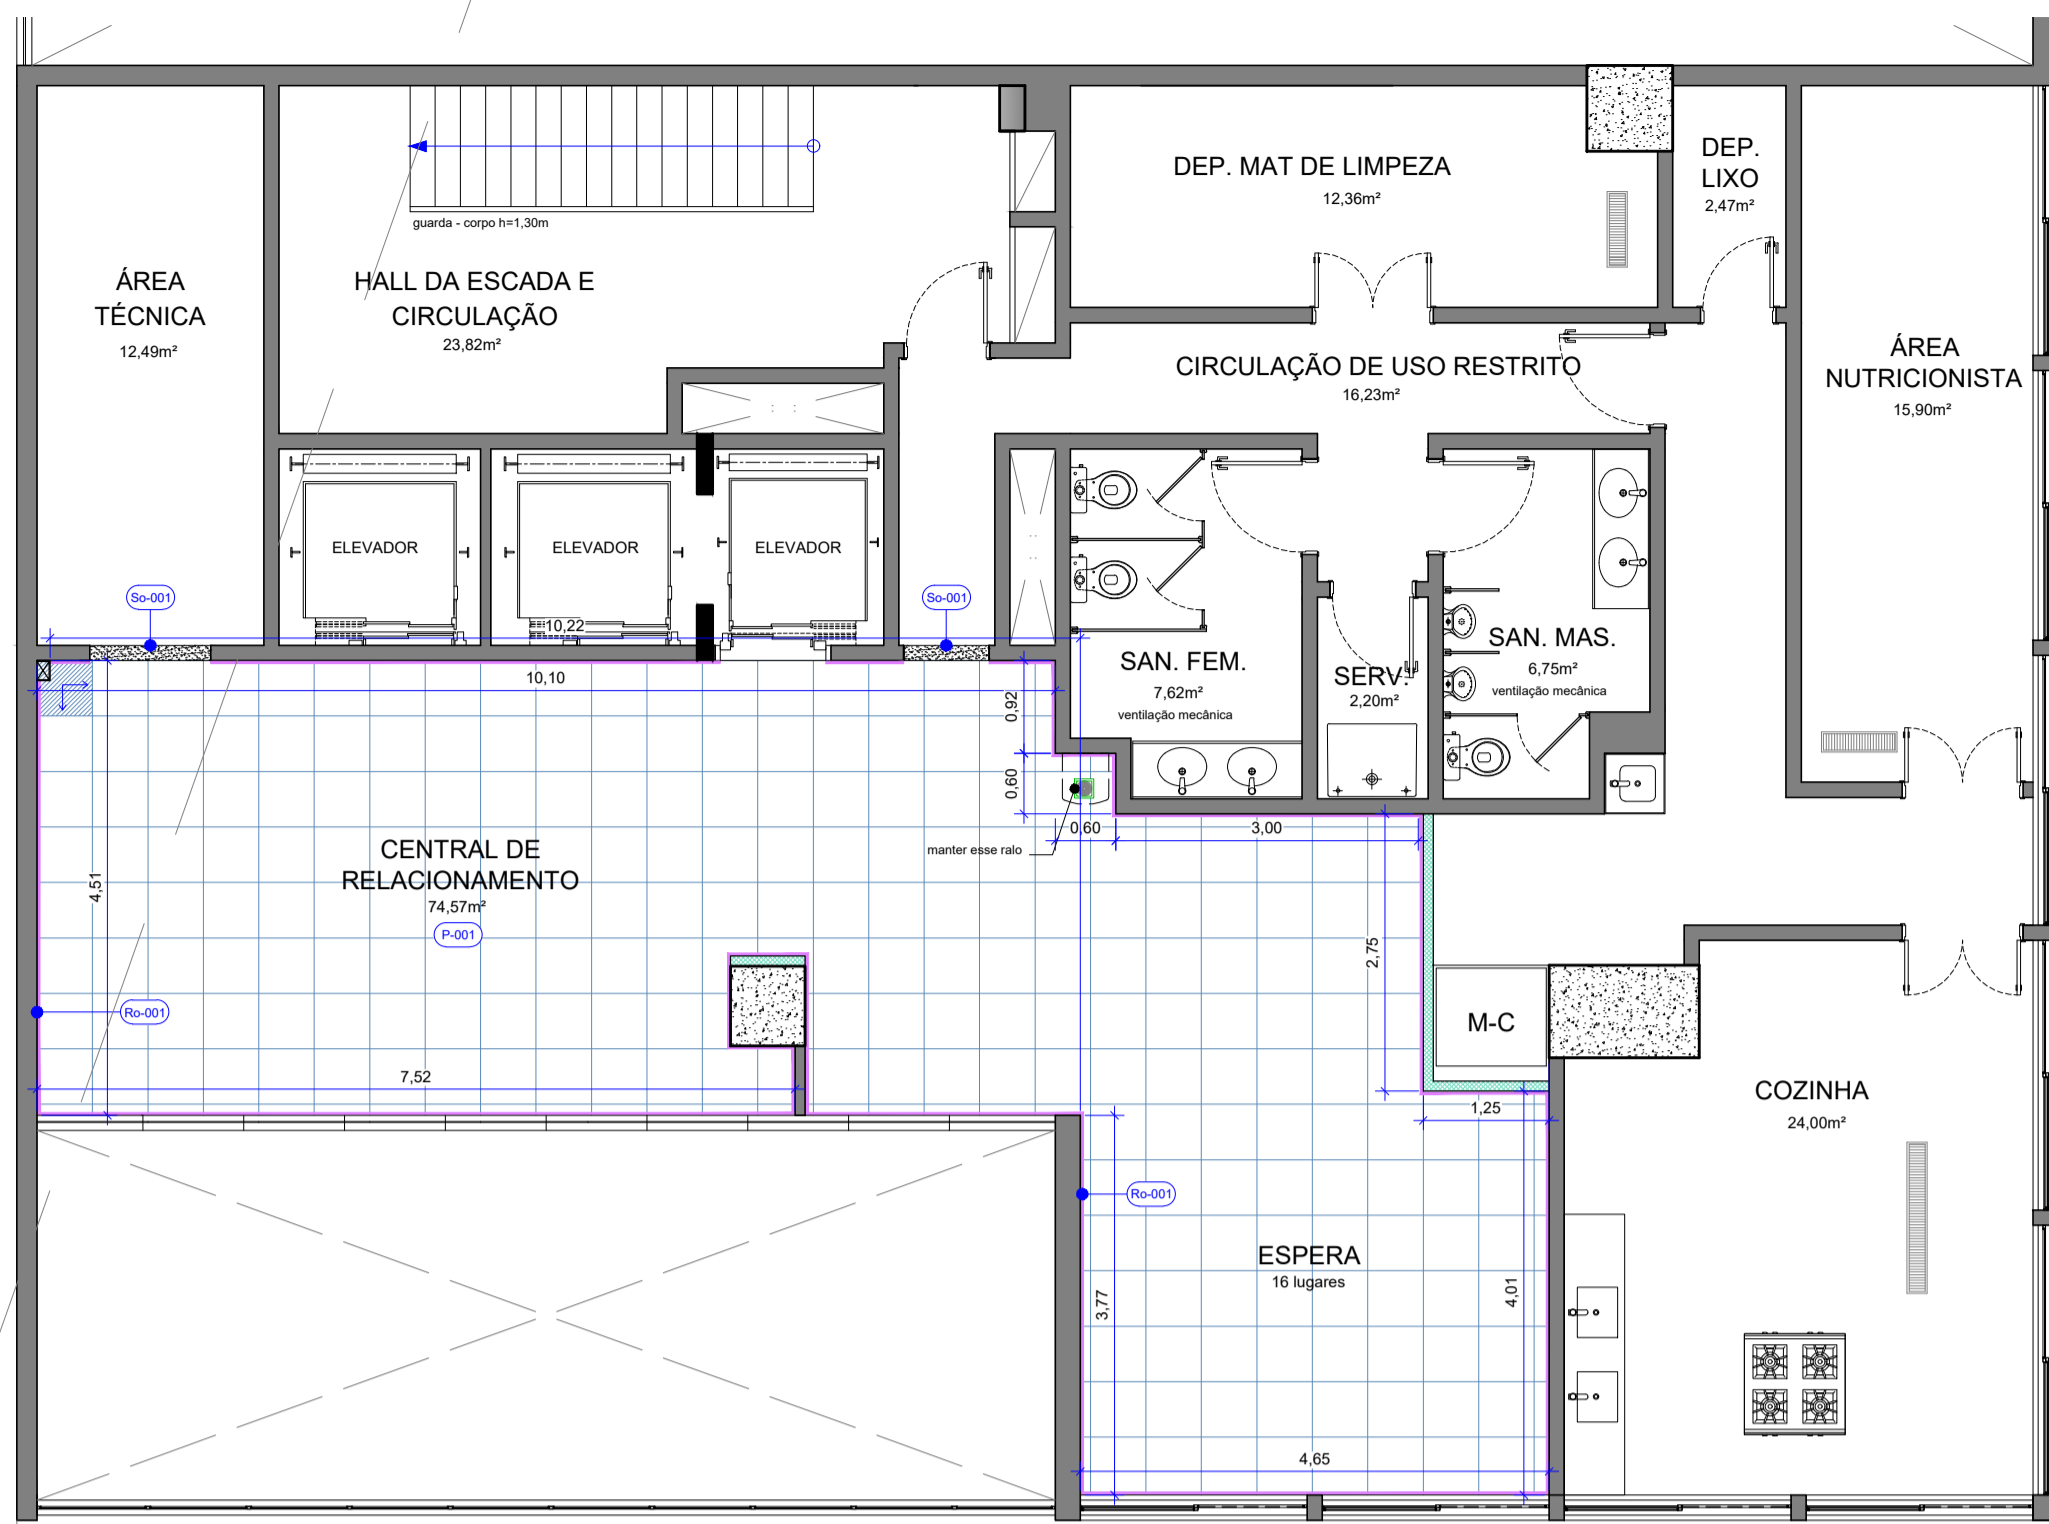 DEP. MAT DE LIMPEZA
12,36m²
DEP.
LIXO
2,47m²
guarda - corpo h=1,30m
ÁREA
TÉCNICA
12,49m²
HALL DA ESCADA E
CIRCULAÇÃO
23,82m²
CIRCULAÇÃO DE USO RESTRITO
16,23m²
ÁREA
NUTRICIONISTA
15,90m²
ELEVADOR
ELEVADOR
ELEVADOR
So-001
So-001
10,22
10,10
0,92
0,60
SAN. FEM.
7,62m²
ventilação mecânica
SERV.
2,20m²
SAN. MAS.
6,75m²
ventilação mecânica
0,60
3,00
manter esse ralo
CENTRAL DE
RELACIONAMENTO
74,57m²
P-001
4,51
2,75
Ro-001
M-C
7,52
1,25
COZINHA
24,00m²
Ro-001
ESPERA
16 lugares
3,77
4,01
4,65